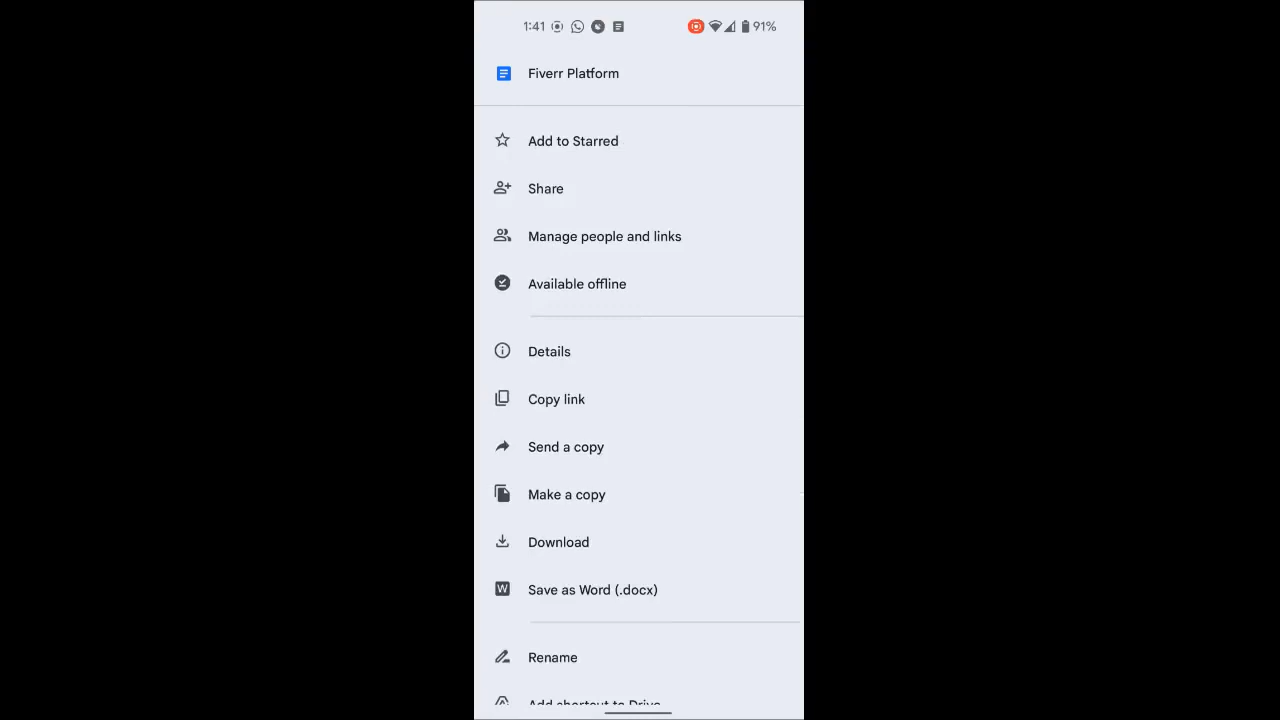 1:41 91%
Fiverr Platform
Add to Starred
Share
Manage people and links
Available offline
Details
Copy link
Send a copy
Make a copy
Download
W Save as Word (.docx)
Rename
Add shortcut to Drive